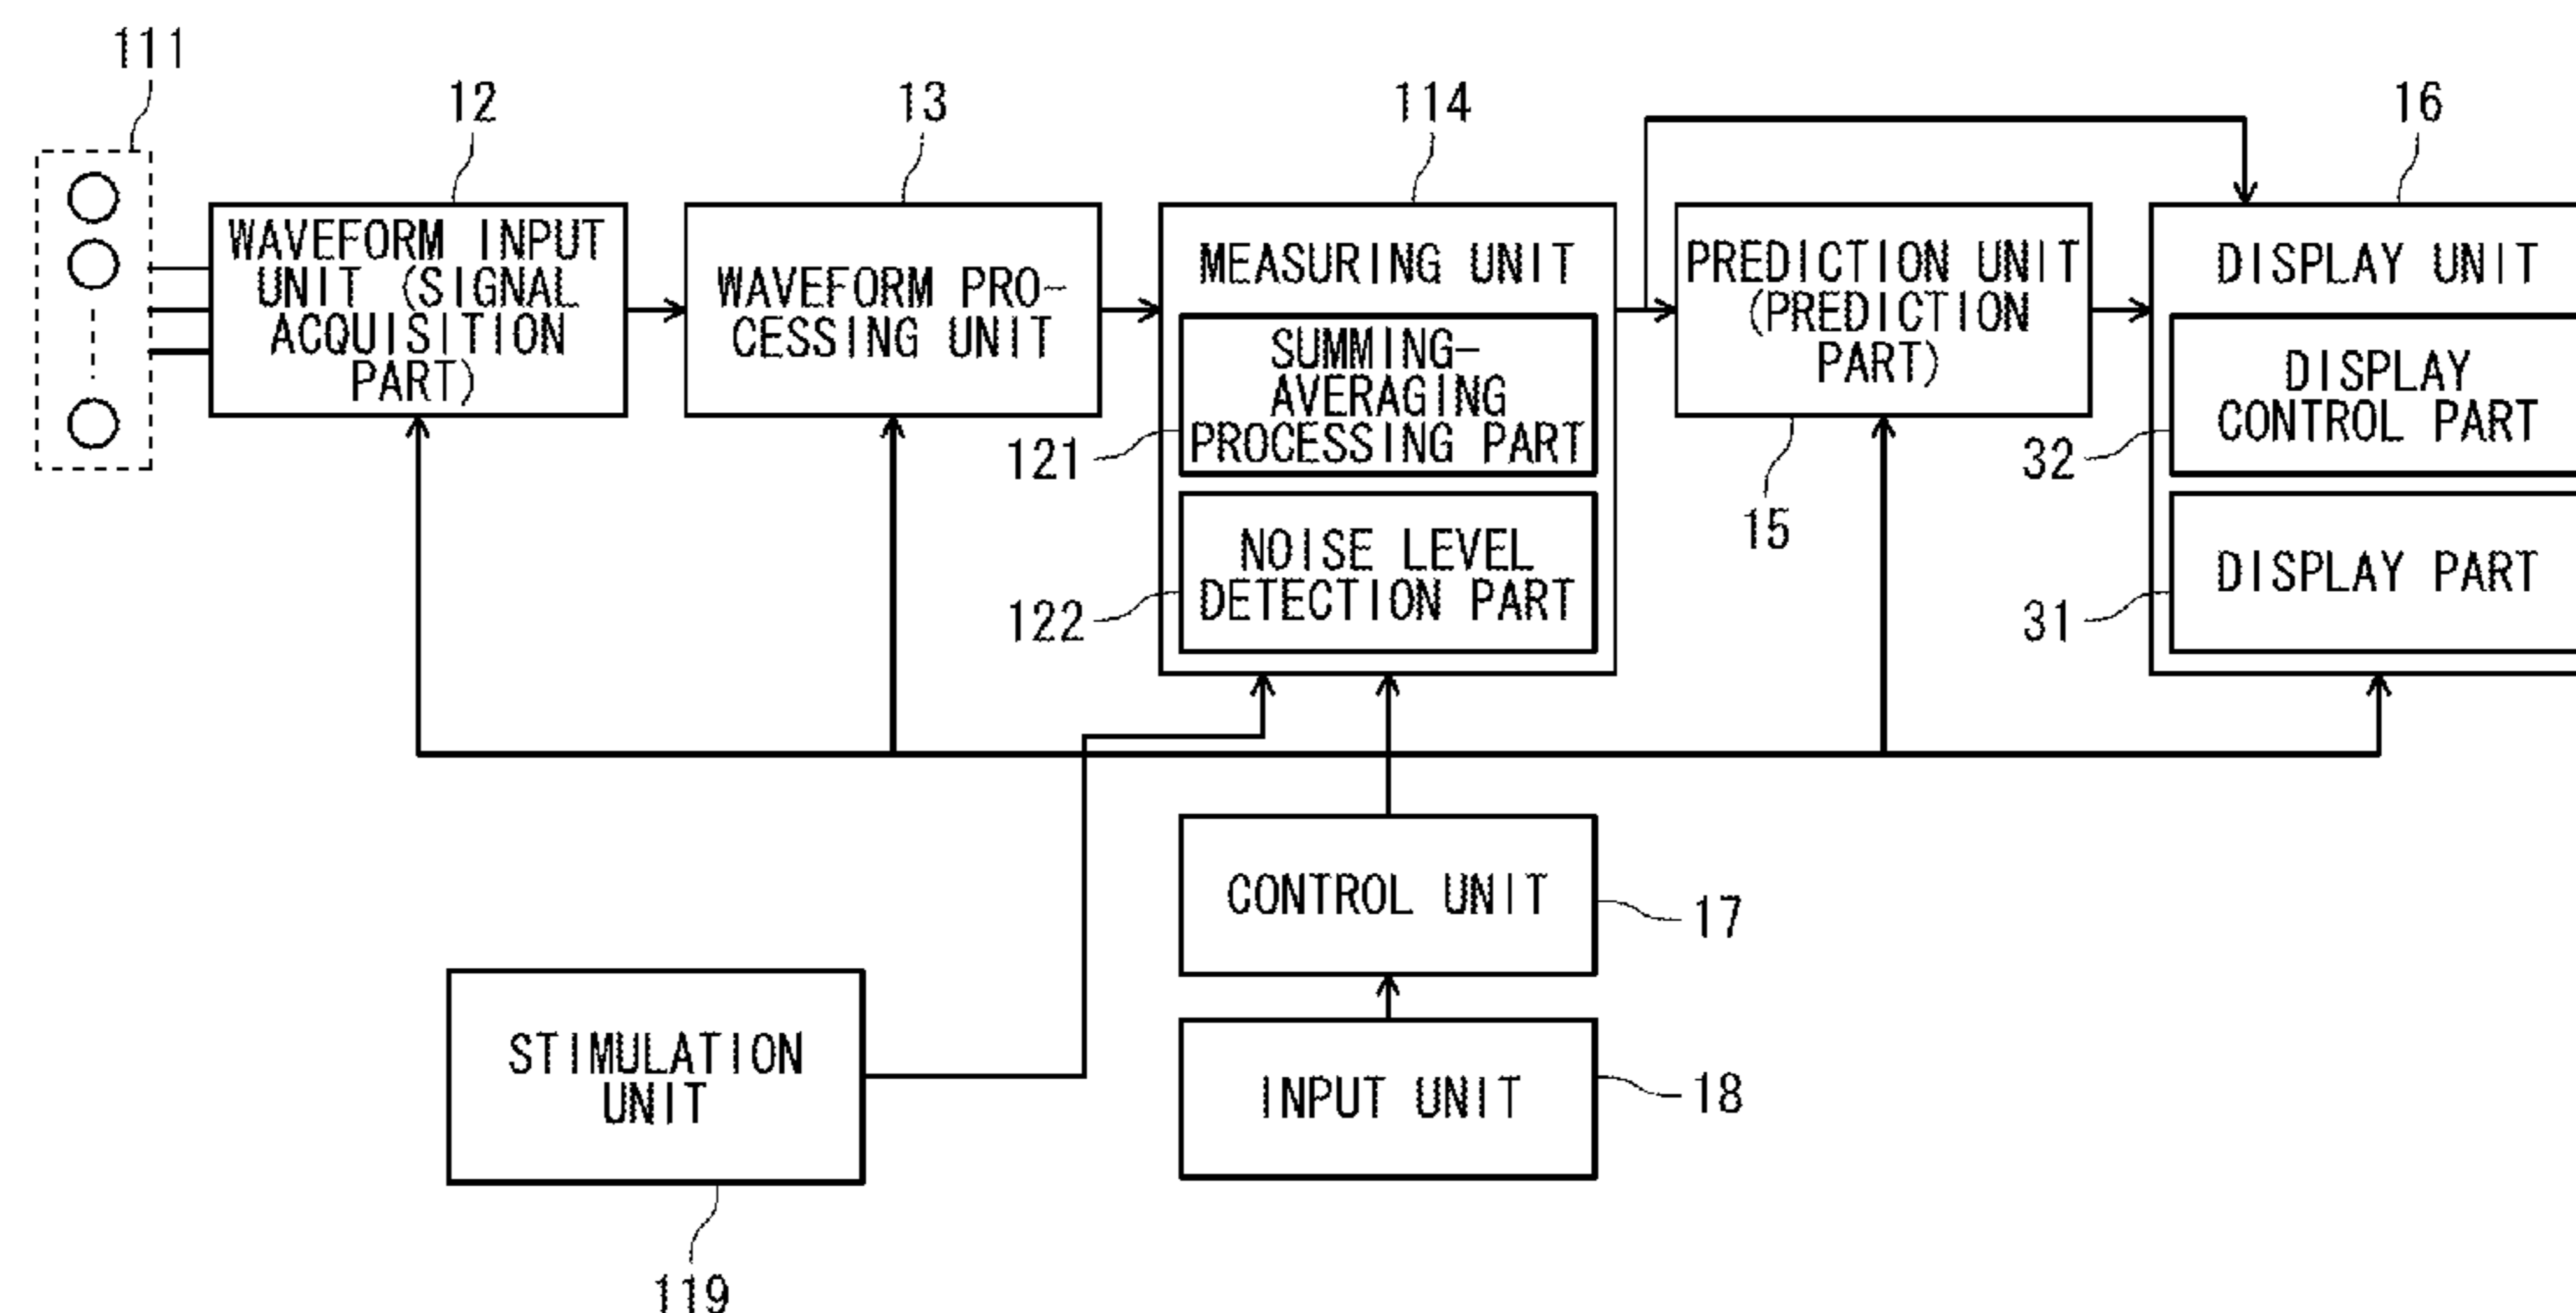 111
12
13
114
16
WAVEFORM INPUT
UNIT (SIGNAL
ACQUISITION
PART)
WAVEFORM PRO-
CESSING UNIT
MEASURING UNIT
SUMMING-
AVERAGING
PROCESSING PART
121
NOISE LEVEL
DETECTION PART
122
PREDICTION UNIT
(PREDICTION
PART)
15
DISPLAY UNIT
DISPLAY
CONTROL PART
32
DISPLAY PART
31
CONTROL UNIT
17
STIMULATION
UNIT
119
INPUT UNIT
18